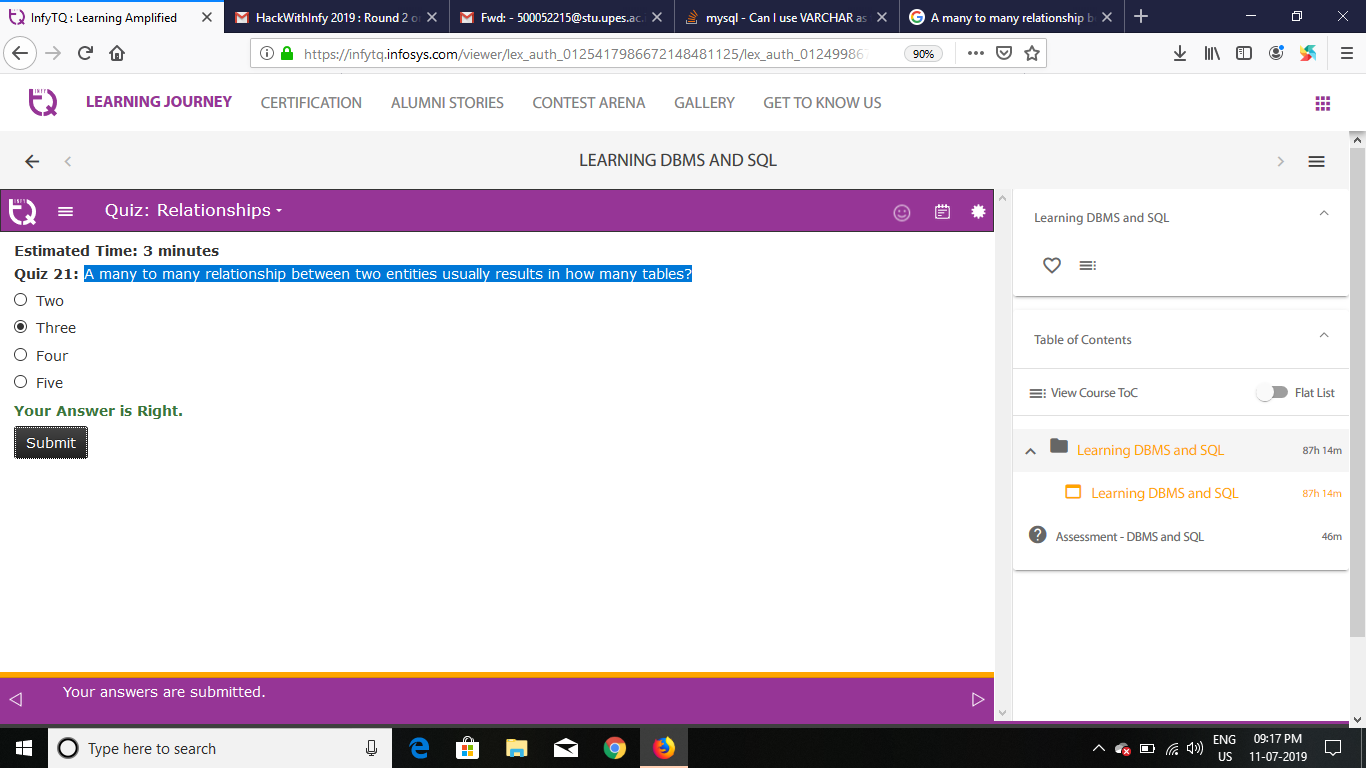 InfyTQ : Learning Amplified
HackWithInfy 2019 : Round 2 o
Fwd: - 500052215@stu.upes.ac.
mysql - Can I use VARCHAR as
A many to many relationship b
https://infytq.infosys.com/viewer/lex_auth_0125417986672148481125/lex_auth_01249986
90%
INFY TQ
LEARNING JOURNEY
CERTIFICATION
ALUMNI STORIES
CONTEST ARENA
GALLERY
GET TO KNOW US
LEARNING DBMS AND SQL
INFY TQ
Quiz: Relationships
Estimated Time: 3 minutes
Quiz 21: A many to many relationship between two entities usually results in how many tables?
Two
Three
Four
Five
Your Answer is Right.
Submit
Your answers are submitted.
Learning DBMS and SQL
Table of Contents
View Course ToC
Flat List
Learning DBMS and SQL
87h 14m
Learning DBMS and SQL
87h 14m
Assessment - DBMS and SQL
46m
Type here to search
ENG
US
09:17 PM
11-07-2019